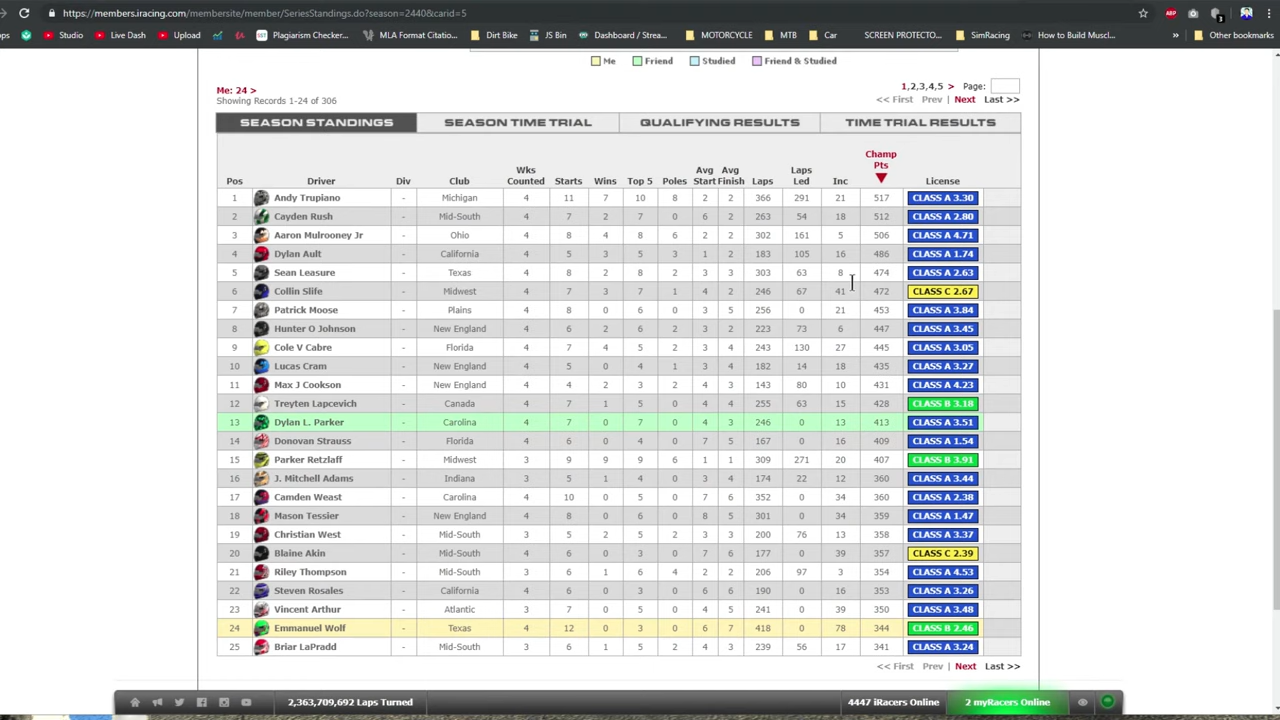 https://members.iracing.com/membersite/member/SeriesStandings.do?season=2440&carid=5
ps Studio Live Dash Upload Plagiarism Checker... MLA Format Citatio... Dirt Bike JS Bin Dashboard / Strea... MOTORCYCLE MTB Car SCREEN PROTECTO... SimRacing How to Build Muscl... » Other bookmarks
Me Friend Studied Friend & Studied
Me: 24 > 1,2,3,4,5 > Page:
Showing Records 1-24 of 306 << First Prev | Next Last >>
SEASON STANDINGS SEASON TIME TRIAL QUALIFYING RESULTS TIME TRIAL RESULTS
Pos Driver Div Club Wks Counted Starts Wins Top 5 Poles Avg Start Avg Finish Laps Laps Led Inc Champ Pts License
1 Andy Trupiano - Michigan 4 11 7 10 8 2 2 366 291 21 517 CLASS A 3.30
2 Cayden Rush - Mid-South 4 7 2 7 0 6 2 263 54 18 512 CLASS A 2.80
3 Aaron Mulrooney Jr - Ohio 4 8 4 8 6 2 2 302 161 5 506 CLASS A 4.71
4 Dylan Ault - California 4 5 3 5 3 1 2 183 105 16 486 CLASS A 1.74
5 Sean Leasure - Texas 4 8 2 8 2 3 3 303 63 8 474 CLASS A 2.63
6 Collin Slife - Midwest 4 7 3 7 1 4 2 246 67 41 472 CLASS C 2.67
7 Patrick Moose - Plains 4 8 0 6 0 3 5 256 0 21 453 CLASS A 3.84
8 Hunter O Johnson - New England 4 6 2 6 2 3 2 223 73 6 447 CLASS A 3.45
9 Cole V Cabre - Florida 4 7 4 5 2 3 4 243 130 27 445 CLASS A 3.05
10 Lucas Cram - New England 4 5 0 4 1 3 4 182 14 18 435 CLASS A 3.27
11 Max J Cookson - New England 4 4 2 3 2 4 2 143 80 10 431 CLASS A 4.23
12 Treyten Lapcevich - Canada 4 7 1 5 0 4 4 255 63 15 428 CLASS B 3.18
13 Dylan L. Parker - Carolina 4 7 0 7 0 4 3 246 0 13 413 CLASS A 3.51
14 Donovan Strauss - Florida 4 6 0 4 0 7 5 167 0 16 409 CLASS A 1.54
15 Parker Retzlaff - Midwest 3 9 9 9 6 1 1 309 271 20 407 CLASS B 3.91
16 J. Mitchell Adams - Indiana 3 5 1 4 0 3 4 174 22 12 360 CLASS A 3.44
17 Camden Weast - Carolina 4 10 0 5 0 7 6 352 0 34 360 CLASS A 2.38
18 Mason Tessier - New England 4 8 0 6 0 8 5 301 0 34 359 CLASS A 1.47
19 Christian West - Mid-South 3 5 2 5 2 3 3 200 76 13 358 CLASS A 3.37
20 Blaine Akin - Mid-South 4 6 0 3 0 7 6 177 0 39 357 CLASS C 2.39
21 Riley Thompson - Mid-South 3 6 1 6 4 2 2 206 97 3 354 CLASS A 4.53
22 Steven Rosales - California 4 6 0 3 0 6 6 190 0 16 353 CLASS A 3.26
23 Vincent Arthur - Atlantic 3 7 0 5 0 4 5 241 0 39 350 CLASS A 3.48
24 Emmanuel Wolf - Texas 4 12 0 3 0 6 7 418 0 78 344 CLASS B 2.46
25 Briar LaPradd - Mid-South 3 6 1 5 2 4 3 239 56 17 341 CLASS A 3.24
<< First Prev | Next Last >>
2,363,709,692 Laps Turned 4447 iRacers Online 2 myRacers Online